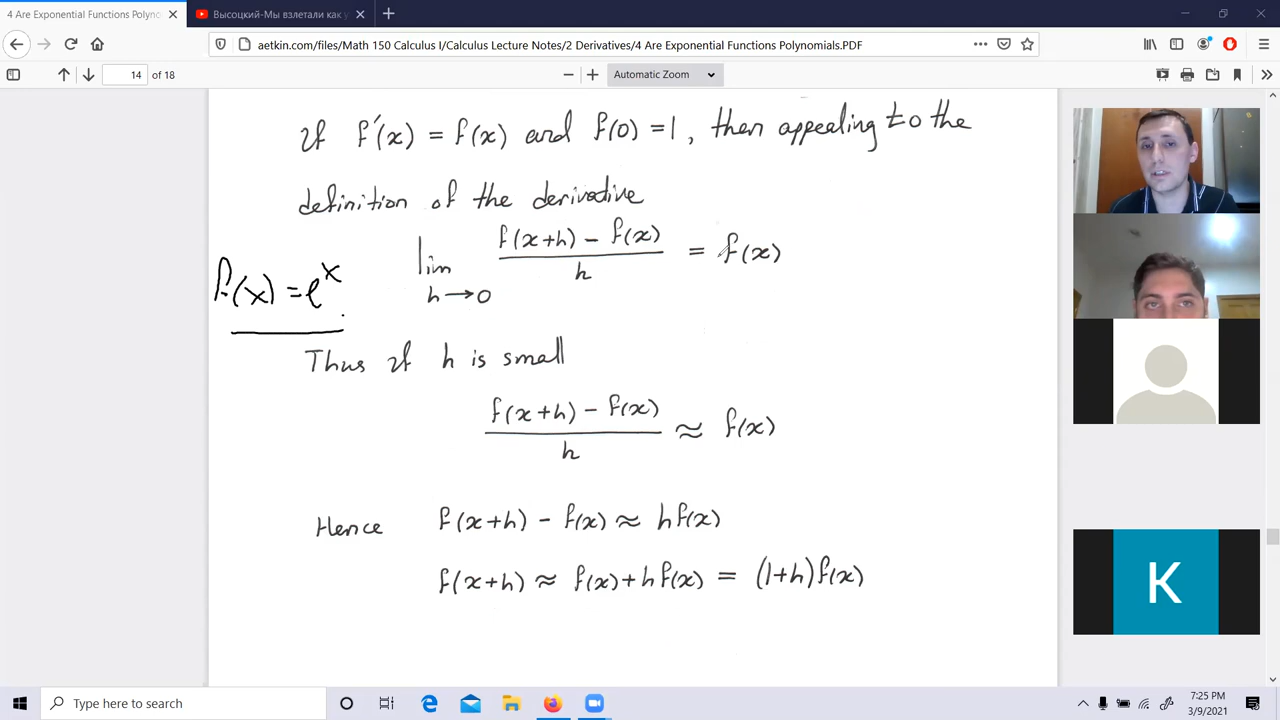 4 Are Exponential Functions Polyno
Высоцкий-Мы взлетали как у
aetkin.com/files/Math 150 Calculus I/Calculus Lecture Notes/2 Derivatives/4 Are Exponential Functions Polynomials.PDF
14 of 18
Automatic Zoom
If f'(x) = f(x) and f(0) = 1, then appealing to the
definition of the derivative
lim h→0 (f(x+h) - f(x))/h = f(x)
f(x) = e^x
Thus if h is small
(f(x+h) - f(x))/h ≈ f(x)
Hence f(x+h) - f(x) ≈ hf(x)
f(x+h) ≈ f(x)+hf(x) = (1+h)f(x)
K
Type here to search
7:25 PM
3/9/2021